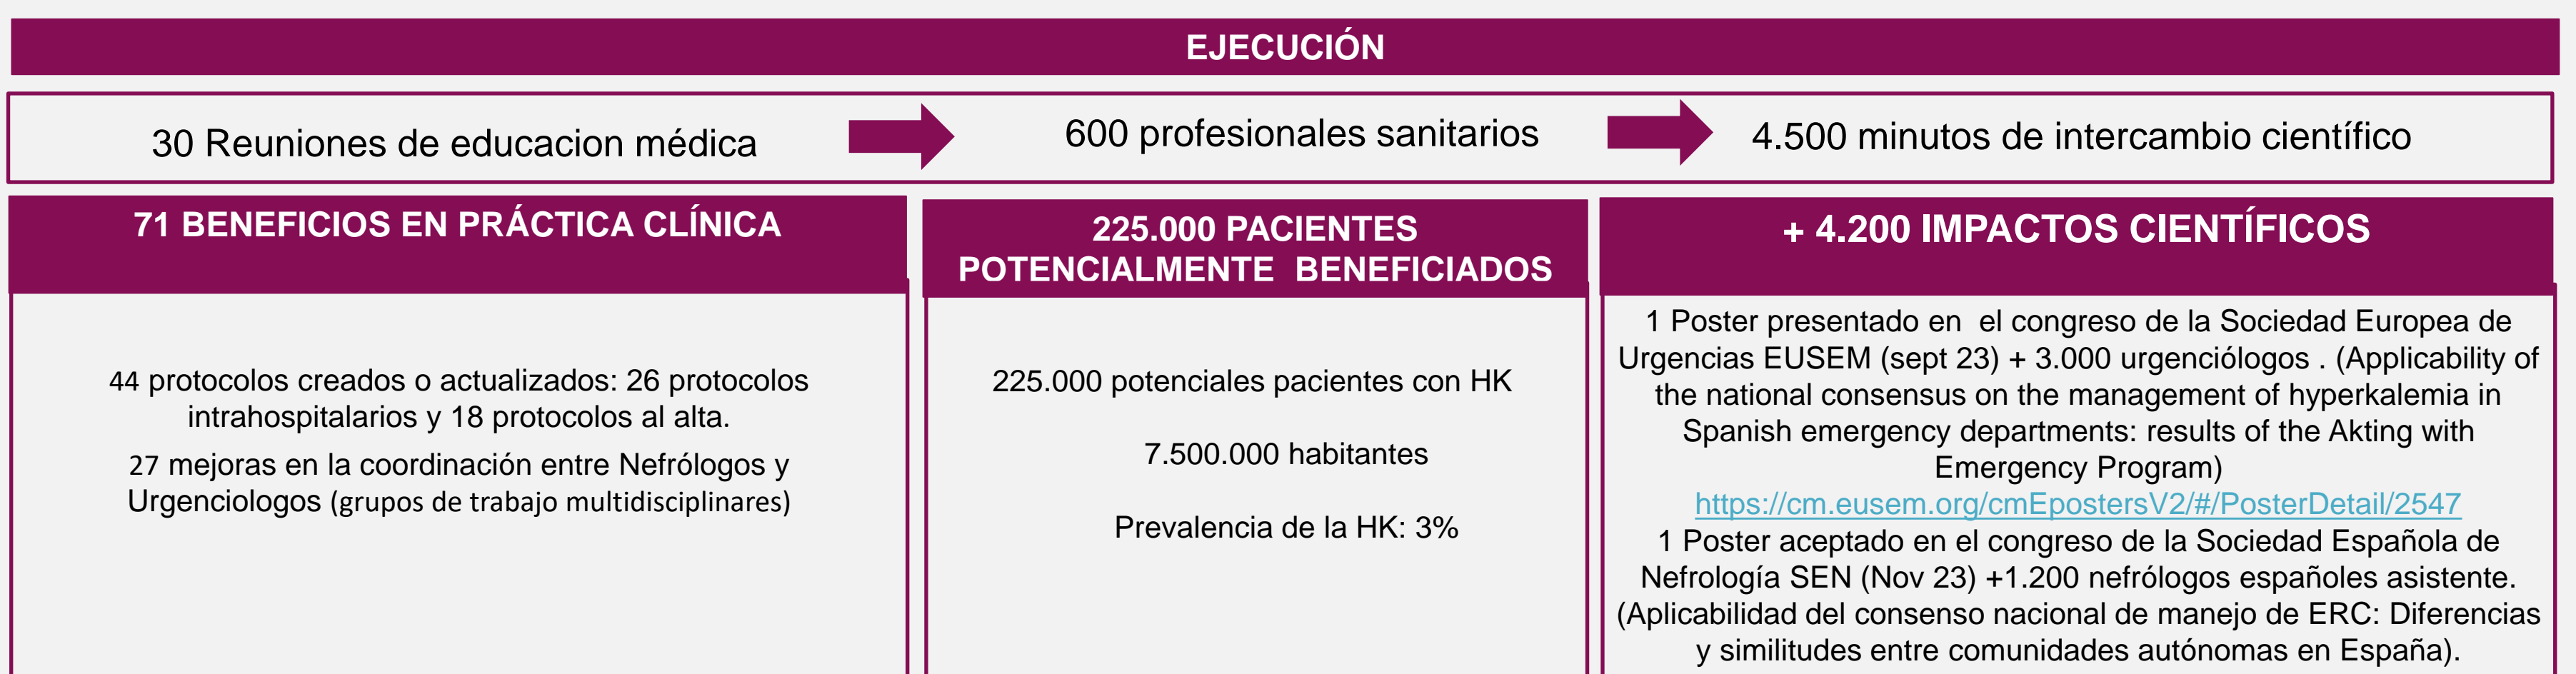 EJECUCIÓN
30 Reuniones de educacion médica
600 profesionales sanitarios
4.500 minutos de intercambio científico
71 BENEFICIOS EN PRÁCTICA CLÍNICA
44 protocolos creados o actualizados: 26 protocolos
intrahospitalarios y 18 protocolos al alta.
27 mejoras en la coordinación entre Nefrólogos y
Urgenciologos (grupos de trabajo multidisciplinares)
225.000 PACIENTES
POTENCIALMENTE BENEFICIADOS
225.000 potenciales pacientes con HK
7.500.000 habitantes
Prevalencia de la HK: 3%
+ 4.200 IMPACTOS CIENTÍFICOS
1 Poster presentado en el congreso de la Sociedad Europea de
Urgencias EUSEM (sept 23) + 3.000 urgenciólogos . (Applicability of
the national consensus on the management of hyperkalemia in
Spanish emergency departments: results of the Akting with
Emergency Program)
https://cm.eusem.org/cmEpostersV2/#/PosterDetail/2547
1 Poster aceptado en el congreso de la Sociedad Española de
Nefrología SEN (Nov 23) +1.200 nefrólogos españoles asistente.
(Aplicabilidad del consenso nacional de manejo de ERC: Diferencias
y similitudes entre comunidades autónomas en España).